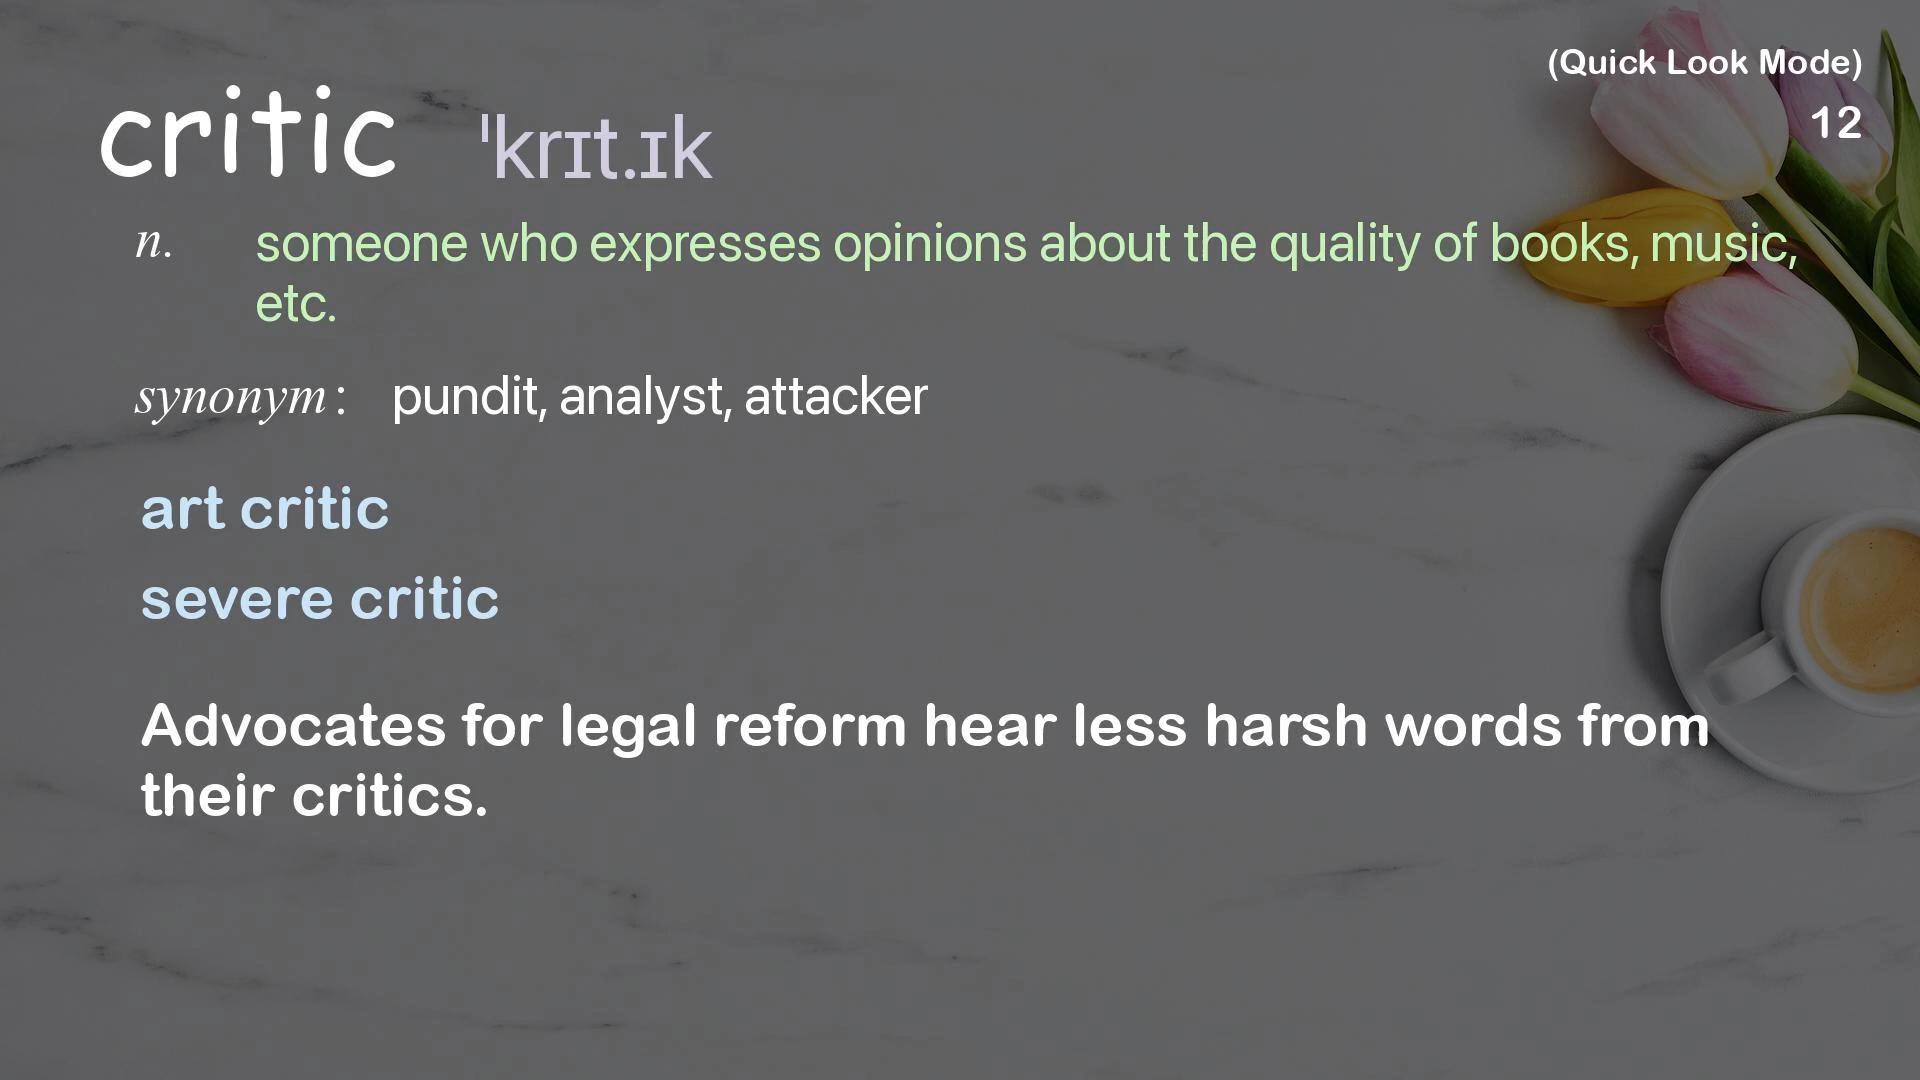 (Quick Look Mode)
12
critic ˈkrɪt.ɪk
n. someone who expresses opinions about the quality of books, music,
etc.
synonym: pundit, analyst, attacker
art critic
severe critic
Advocates for legal reform hear less harsh words from
their critics.